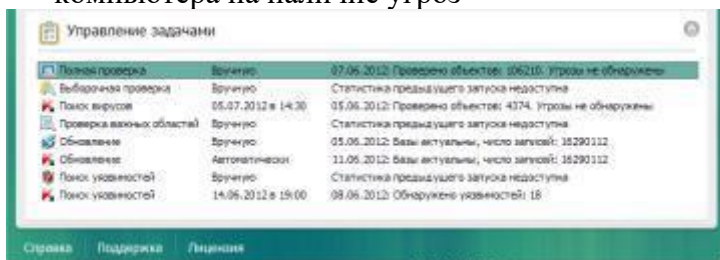 компьютера на наличие угроз
Управление задачами
Полная проверка Вручную 07.06.2012: Проверено объектов: 106210. Угрозы не обнаружены
Выборочная проверка Вручную Статистика предыдущего запуска недоступна
Поиск вирусов 05.07.2012 в 14:30 05.06.2012: Проверено объектов: 4374. Угрозы не обнаружены
Проверка важных областей Вручную Статистика предыдущего запуска недоступна
Обновление Вручную 05.06.2012: Базы актуальны, число записей: 16290112
Обновление Автоматически 11.06.2012: Базы актуальны, число записей: 16290112
Поиск уязвимостей Вручную Статистика предыдущего запуска недоступна
Поиск уязвимостей 14.06.2012 в 19:00 08.06.2012: Обнаружено уязвимостей: 18
Справка Поддержка Лицензия